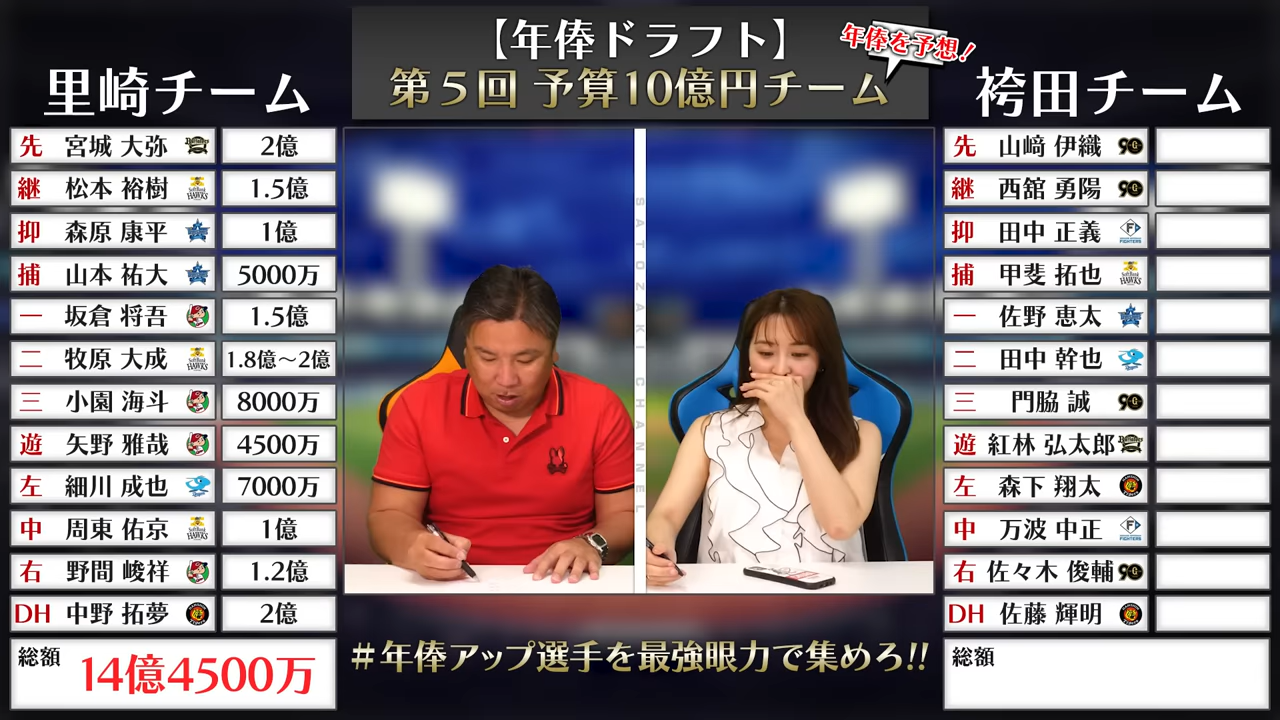 【年俸ドラフト】
第５回 予算10億円チーム
年俸を予想！
里崎チーム
先 宮城 大弥 2億
継 松本 裕樹 1.5億
抑 森原 康平 1億
捕 山本 祐大 5000万
一 坂倉 将吾 1.5億
二 牧原 大成 1.8億～2億
三 小園 海斗 8000万
遊 矢野 雅哉 4500万
左 細川 成也 7000万
中 周東 佑京 1億
右 野間 峻祥 1.2億
DH 中野 拓夢 2億
総額 14億4500万
SATOZAKI CHANNEL
袴田チーム
先 山﨑 伊織
継 西舘 勇陽
抑 田中 正義
捕 甲斐 拓也
一 佐野 恵太
二 田中 幹也
三 門脇 誠
遊 紅林 弘太郎
左 森下 翔太
中 万波 中正
右 佐々木 俊輔
DH 佐藤 輝明
総額
＃年俸アップ選手を最強眼力で集めろ!!